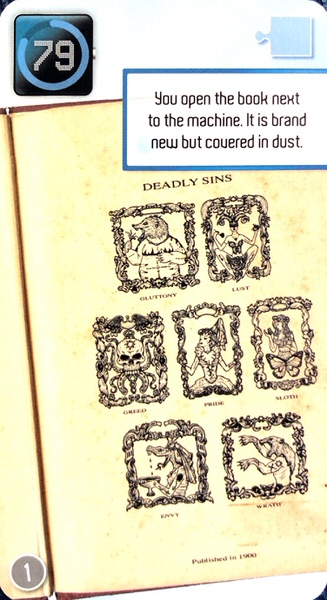 79
You open the book next
to the machine. It is brand
new but covered in dust.
DEADLY SINS
GLUTTONY
LUST
GREED
PRIDE
SLOTH
ENVY
WRATH
Published in 1900
1